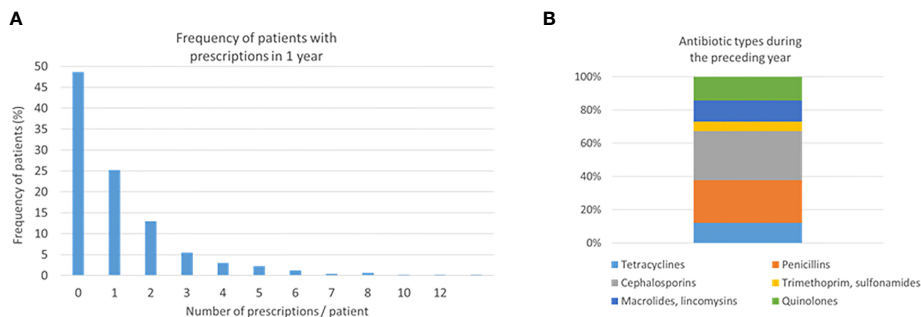 A
Frequency of patients with
prescriptions in 1 year
Frequency of patients (%)
50
45
40
35
30
25
20
15
10
5
0
0 1 2 3 4 5 6 7 8 10 12
Number of prescriptions / patient
B
Antibiotic types during
the preceding year
100%
80%
60%
40%
20%
0%
Tetracyclines Penicillins
Cephalosporins Trimethoprim, sulfonamides
Macrolides, lincomysins Quinolones